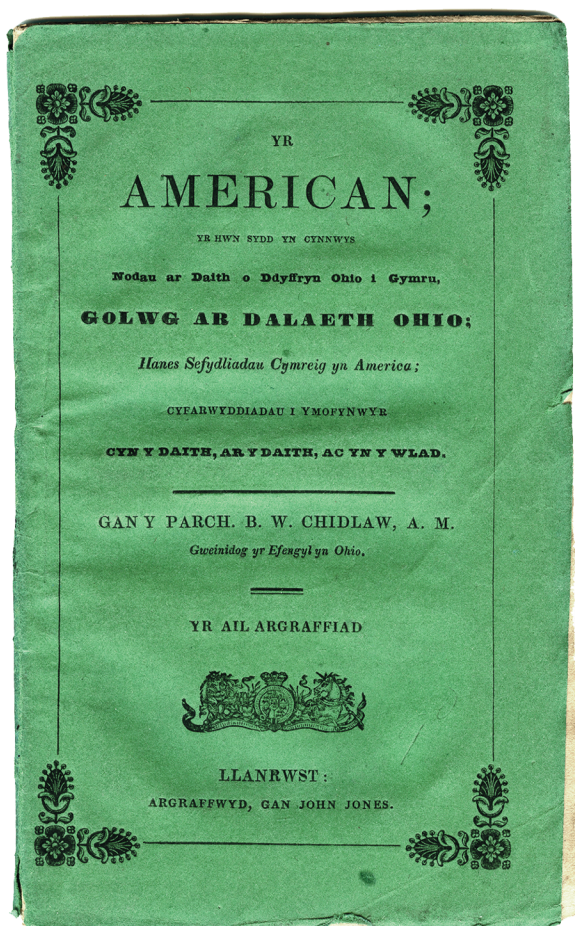 YR
AMERICAN;
YR HWN SYDD YN CYNNWYS
Nodau ar Daith o Ddyffryn Ohio i Gymru,
GOLWG AR DALAETH OHIO;
Hanes Sefydliadau Cymreig yn America;
CYFARWYDDIADAU I YMOFYNWYR
CYN Y DAITH, AR Y DAITH, AC YN Y WLAD.
GAN Y PARCH. B. W. CHIDLAW, A. M.
Gweinidog yr Efengyl yn Ohio.
YR AIL ARGRAFFIAD
LLANRWST:
ARGRAFFWYD, GAN JOHN JONES.